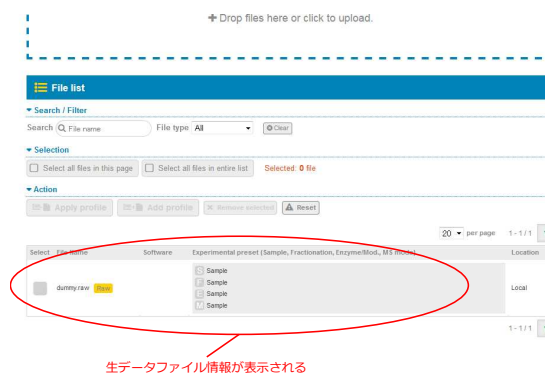 + Drop files here or click to upload.
File list
Search / Filter
Search File name File type All Clear
Selection
Select all files in this page Select all files in entire list Selected: 0 file
Action
Apply profile Add profile Remove selected Reset
20 per page 1 - 1 / 1
Select File Name Software Experimental preset (Sample, Fractionation, Enzyme/Mod., MS mode) Location
S Sample
F Sample
dummy.raw Raw Local
E Sample
M Sample
1 - 1 / 1
生データファイル情報が表示される